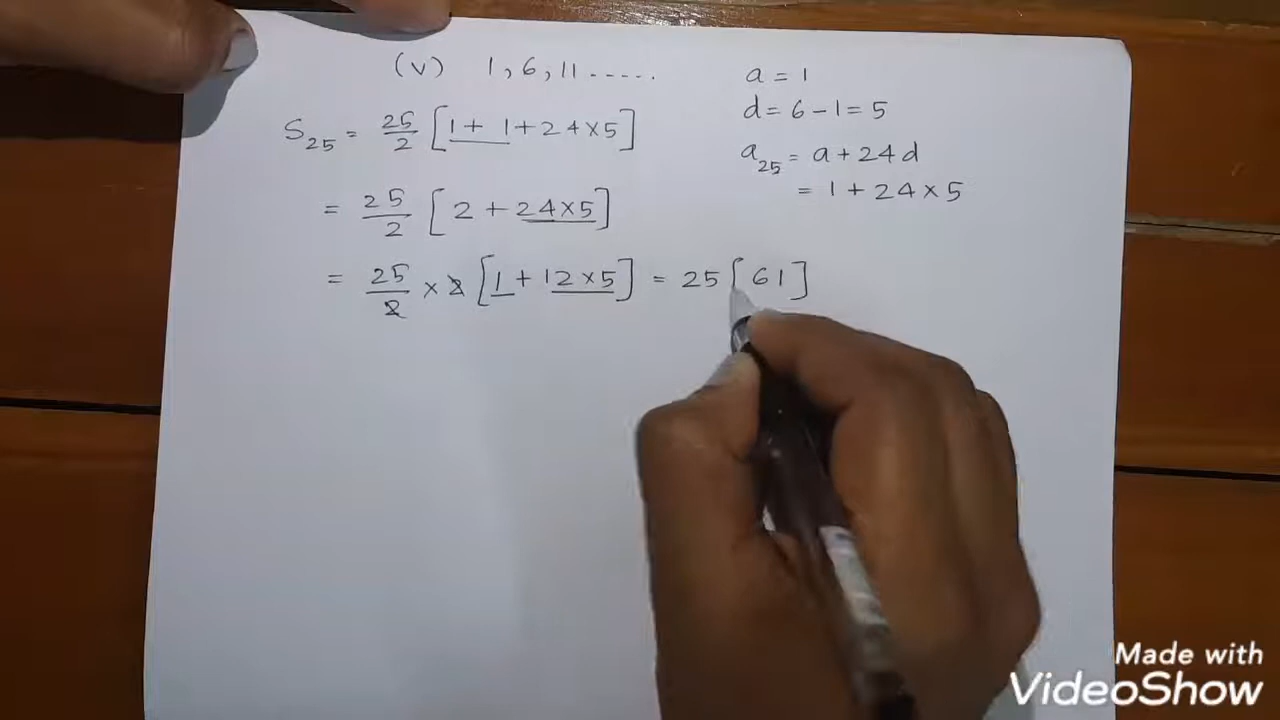 (v) 1, 6, 11 .....
S₂₅ = 25/2 [1 + 1 + 24×5]
= 25/2 [2 + 24×5]
= 25/2 × 2 [1 + 12×5] = 25 [61]
a = 1
d = 6 - 1 = 5
a₂₅ = a + 24d
= 1 + 24 × 5
Made with
VideoShow